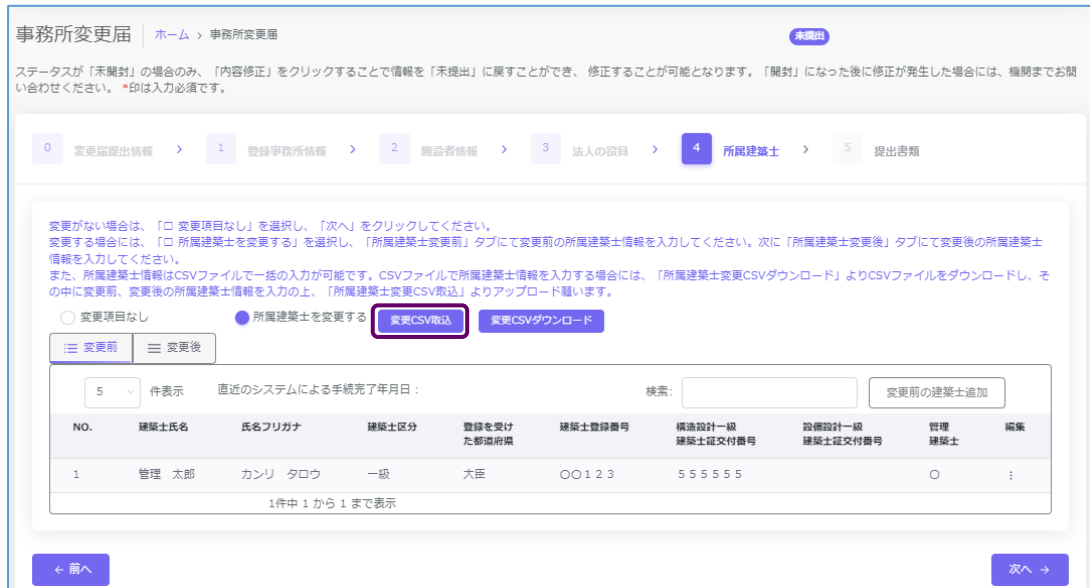 事務所変更届 ホーム › 事務所変更届 未提出
ステータスが「未開封」の場合のみ、「内容修正」をクリックすることで情報を「未提出」に戻すことができ、 修正することが可能となります。「開封」になった後に修正が発生した場合には、機関までお問
い合わせください。 *印は入力必須です。
0 変更届提出情報 › 1 登録事務所情報 › 2 開設者情報 › 3 法人の役員 › 4 所属建築士 › 5 提出書類
変更がない場合は、「□ 変更項目なし」を選択し、「次へ」をクリックしてください。
変更する場合には、「□ 所属建築士を変更する」を選択し、「所属建築士変更前」タブにて変更前の所属建築士情報を入力してください。次に「所属建築士変更後」タブにて変更後の所属建築士
情報を入力してください。
また、所属建築士情報はCSVファイルで一括の入力が可能です。CSVファイルで所属建築士情報を入力する場合には、「所属建築士変更CSVダウンロード」よりCSVファイルをダウンロードし、そ
の中に変更前、変更後の所属建築士情報を入力の上、「所属建築士変更CSV取込」よりアップロード願います。
変更項目なし 所属建築士を変更する 変更CSV取込 変更CSVダウンロード
変更前 変更後
5 件表示 直近のシステムによる手続完了年月日: 検索: 変更前の建築士追加
NO. 建築士氏名 氏名フリガナ 建築士区分 登録を受け 建築士登録番号 構造設計一級 設備設計一級 管理 編集
た都道府県 建築士証交付番号 建築士証交付番号 建築士
1 管理 太郎 カンリ タロウ 一級 大臣 〇〇123 555555 〇 ⋮
1件中 1 から 1 まで表示
← 前へ 次へ →